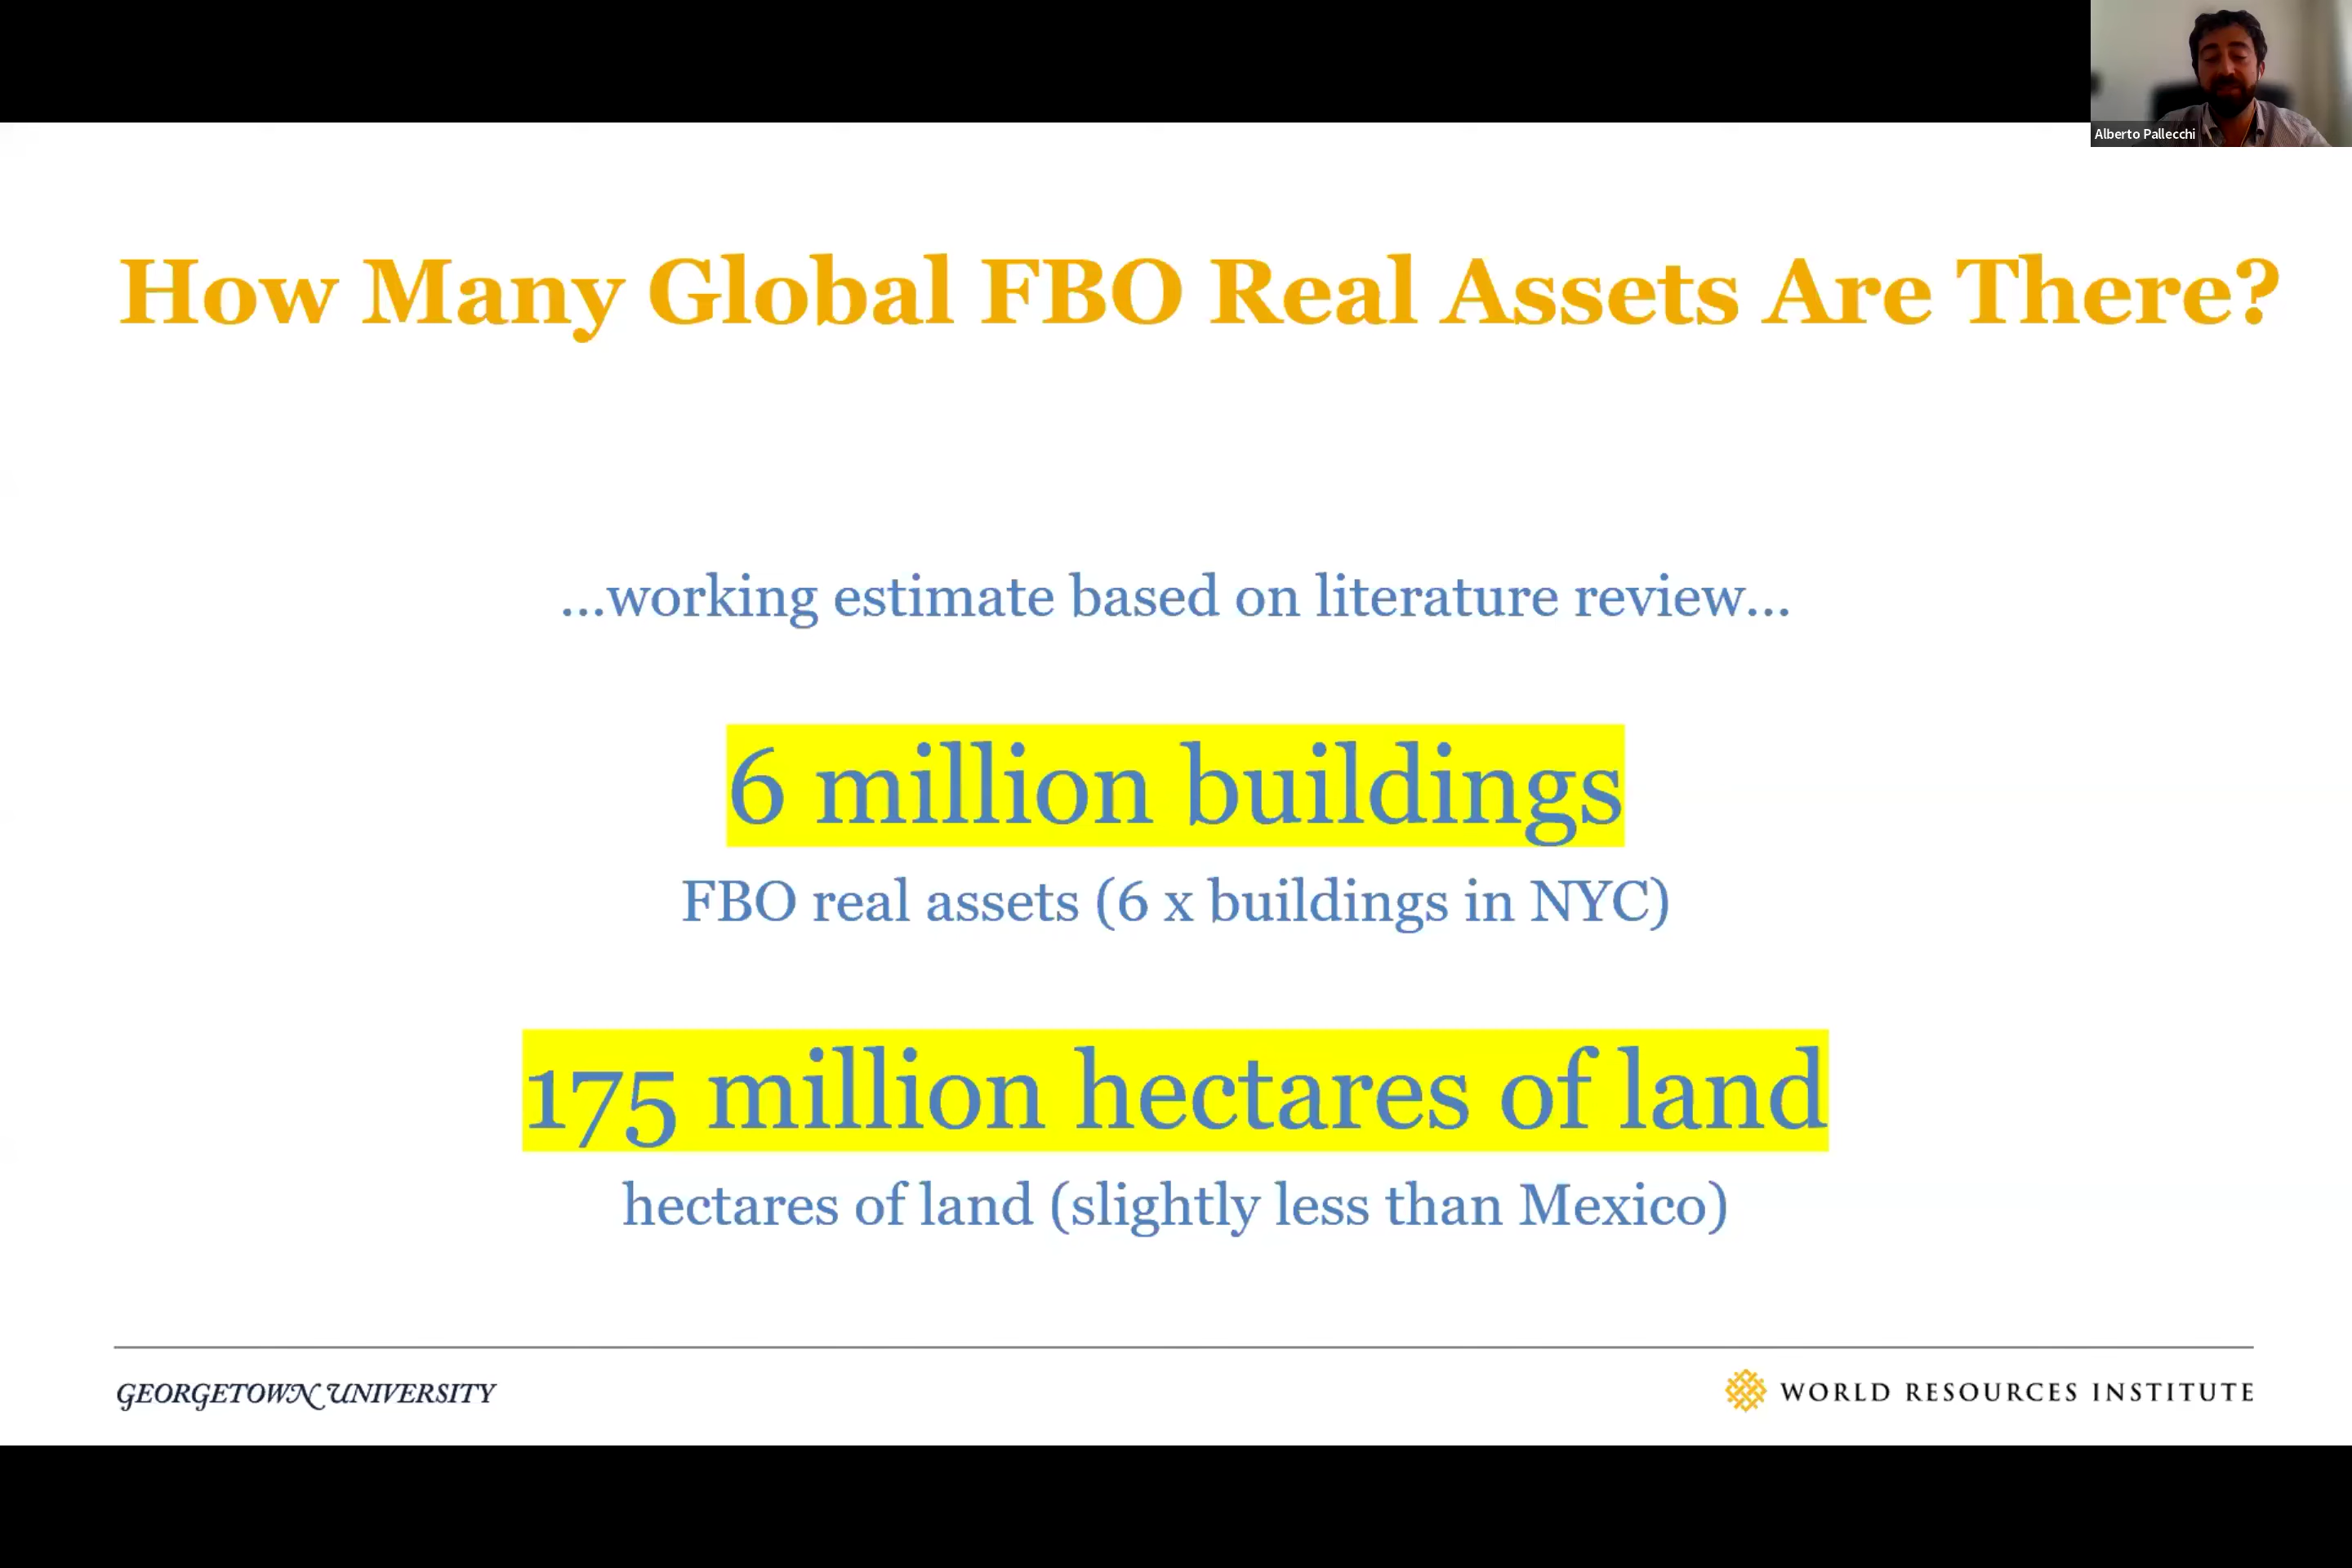 Alberto Pallecchi
How Many Global FBO Real Assets Are There?
...working estimate based on literature review...
6 million buildings
FBO real assets (6 x buildings in NYC)
175 million hectares of land
hectares of land (slightly less than Mexico)
GEORGETOWN UNIVERSITY
WORLD RESOURCES INSTITUTE